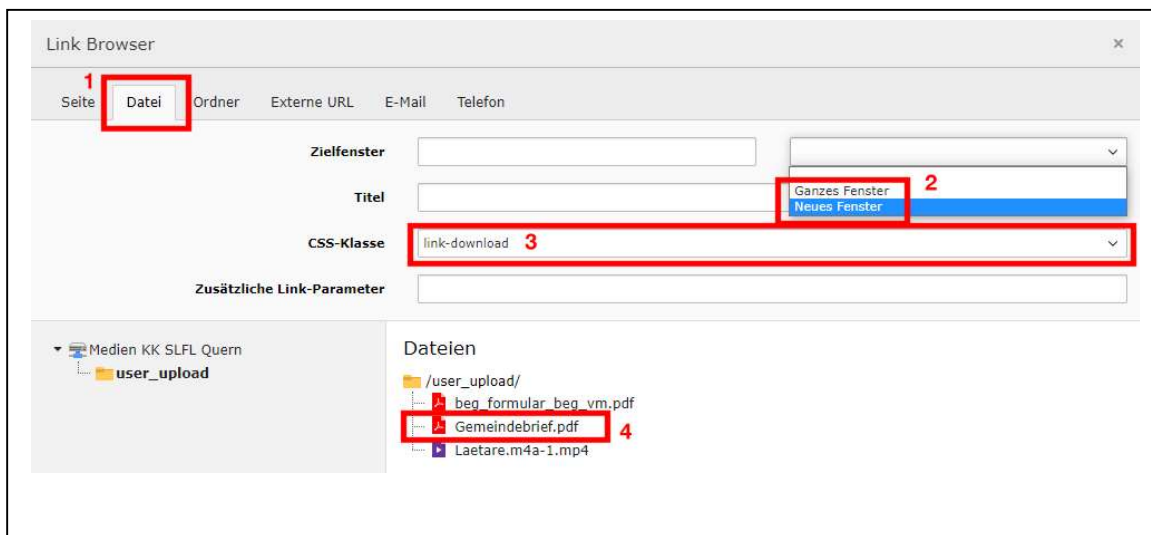 Link Browser ×
1
Seite Datei Ordner Externe URL E-Mail Telefon
Zielfenster
Ganzes Fenster 2
Neues Fenster
Titel
CSS-Klasse link-download 3
Zusätzliche Link-Parameter
Medien KK SLFL Quern
user_upload
Dateien
/user_upload/
beg_formular_beg_vm.pdf
Gemeindebrief.pdf 4
Laetare.m4a-1.mp4